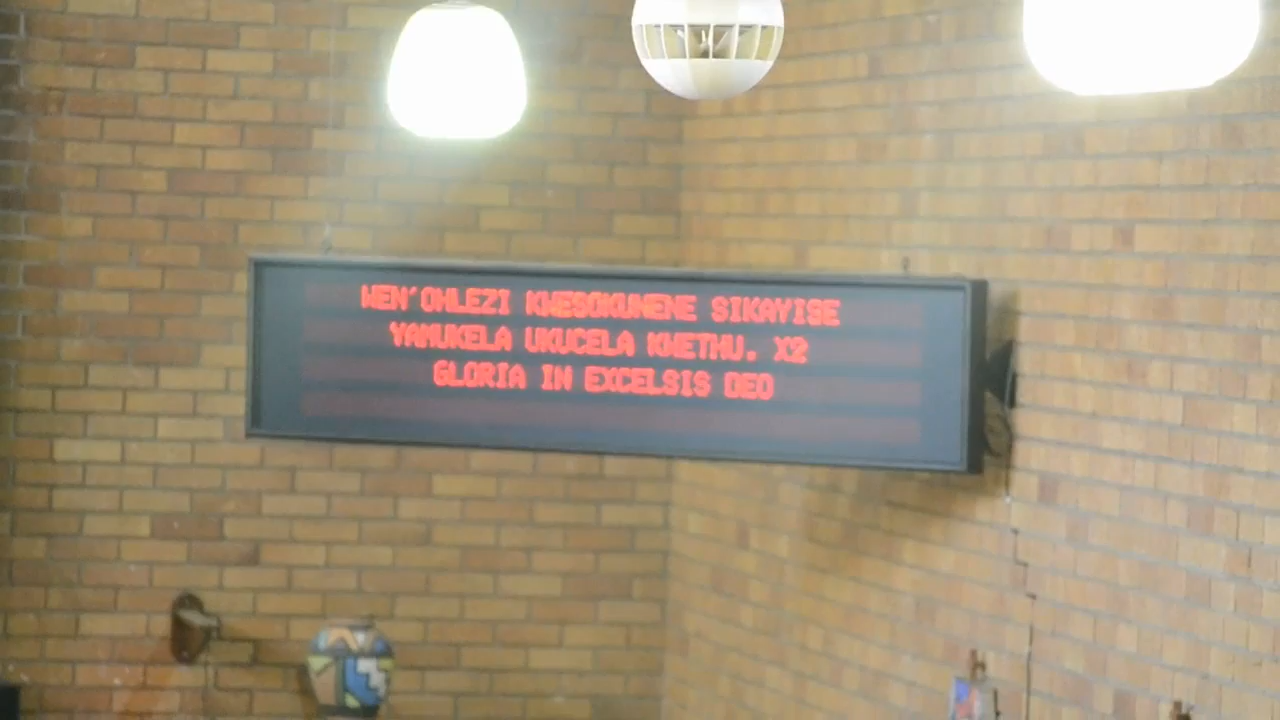 WEN'OHLEZI KWESOKUNENE SIKAYISE
YAMUKELA UKUCELA KWETHU. X2
GLORIA IN EXCELSIS DEO